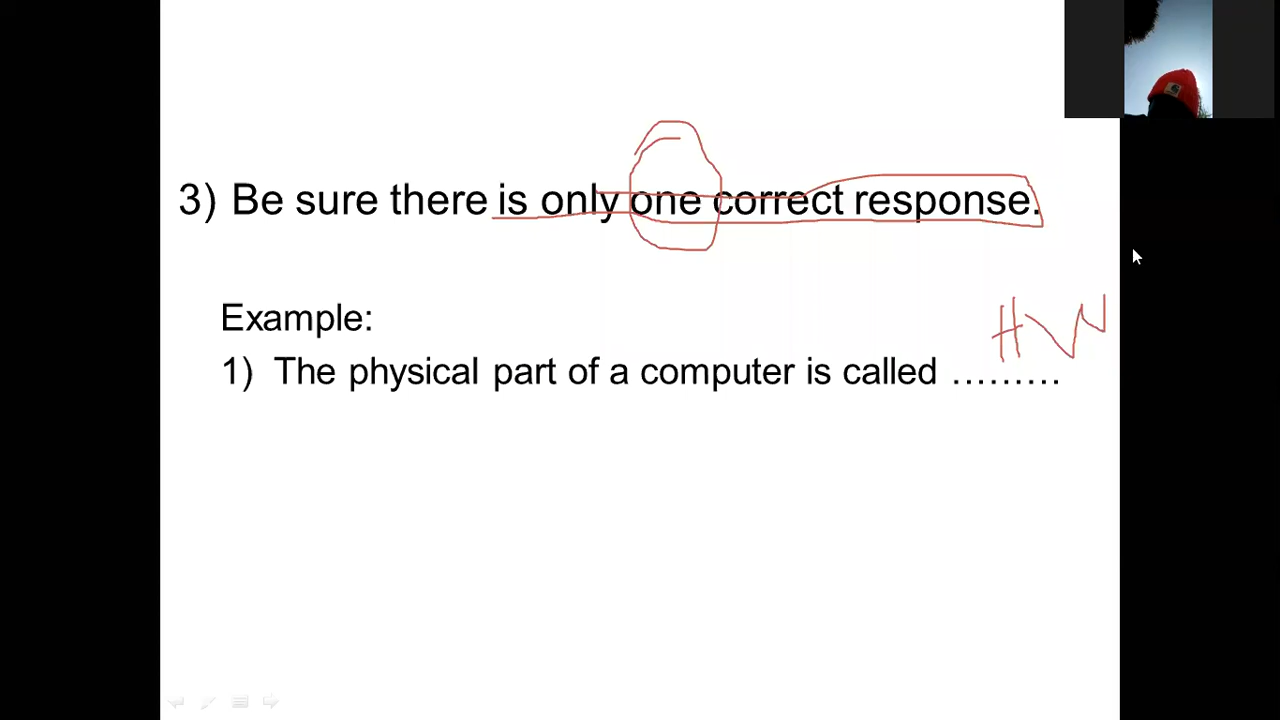 3) Be sure there is only one correct response.
Example:
HW
1) The physical part of a computer is called .........